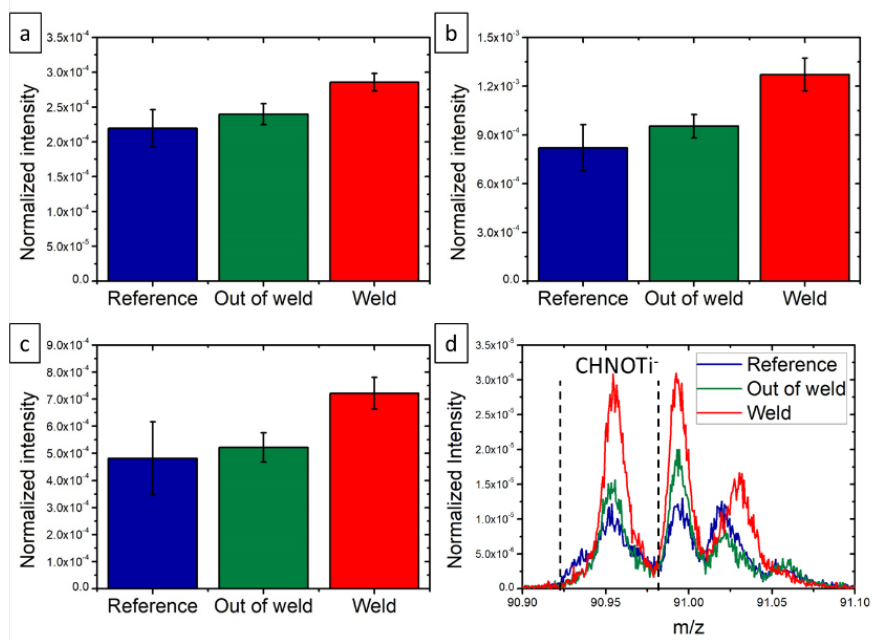 a
3.5x10⁻⁴
3.0x10⁻⁴
2.5x10⁻⁴
2.0x10⁻⁴
1.5x10⁻⁴
1.0x10⁻⁴
5.0x10⁻⁵
0.0
Normalized intensity
Reference Out of weld Weld
b
1.5x10⁻³
1.2x10⁻³
9.0x10⁻⁴
6.0x10⁻⁴
3.0x10⁻⁴
0.0
Normalized intensity
Reference Out of weld Weld
c
9.0x10⁻⁴
8.0x10⁻⁴
7.0x10⁻⁴
6.0x10⁻⁴
5.0x10⁻⁴
4.0x10⁻⁴
3.0x10⁻⁴
2.0x10⁻⁴
1.0x10⁻⁴
0.0
Normalized intensity
Reference Out of weld Weld
d
3.5x10⁻⁵
3.0x10⁻⁵
2.5x10⁻⁵
2.0x10⁻⁵
1.5x10⁻⁵
1.0x10⁻⁵
5.0x10⁻⁶
0.0
Normalized Intensity
CHNOTi⁻
Reference
Out of weld
Weld
90.90 90.95 91.00 91.05 91.10
m/z